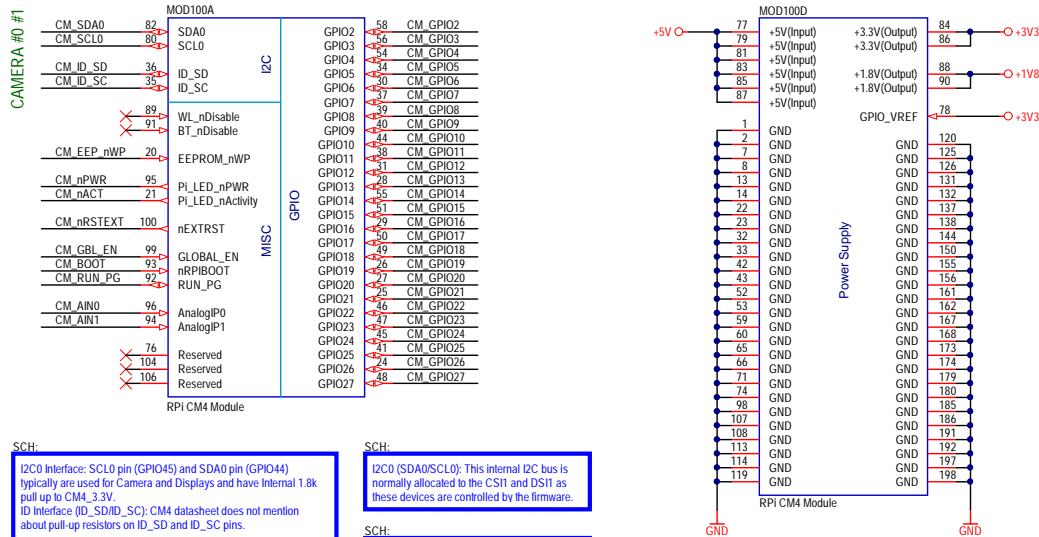 CAMERA #0 #1
MOD100A
CM_SDA0 82 SDA0
CM_SCL0 80 SCL0
CM_ID_SD 36 ID_SD
CM_ID_SC 35 ID_SC
I2C
89 WL_nDisable
91 BT_nDisable
CM_EEP_nWP 20 EEPROM_nWP
CM_nPWR 95 Pi_LED_nPWR
CM_nACT 21 Pi_LED_nActivity
CM_nRSTEXT 100 nEXTRST
CM_GBL_EN 99 GLOBAL_EN
CM_BOOT 93 nRPIBOOT
CM_RUN_PG 92 RUN_PG
CM_AIN0 96 AnalogIP0
CM_AIN1 94 AnalogIP1
76 Reserved
104 Reserved
106 Reserved
MISC
GPIO
GPIO2 58 CM_GPIO2
GPIO3 56 CM_GPIO3
GPIO4 54 CM_GPIO4
GPIO5 34 CM_GPIO5
GPIO6 30 CM_GPIO6
GPIO7 37 CM_GPIO7
GPIO8 39 CM_GPIO8
GPIO9 40 CM_GPIO9
GPIO10 44 CM_GPIO10
GPIO11 38 CM_GPIO11
GPIO12 31 CM_GPIO12
GPIO13 28 CM_GPIO13
GPIO14 55 CM_GPIO14
GPIO15 51 CM_GPIO15
GPIO16 29 CM_GPIO16
GPIO17 50 CM_GPIO17
GPIO18 49 CM_GPIO18
GPIO19 26 CM_GPIO19
GPIO20 27 CM_GPIO20
GPIO21 25 CM_GPIO21
GPIO22 46 CM_GPIO22
GPIO23 47 CM_GPIO23
GPIO24 45 CM_GPIO24
GPIO25 41 CM_GPIO25
GPIO26 24 CM_GPIO26
GPIO27 48 CM_GPIO27
RPi CM4 Module
SCH:
I2C0 Interface: SCL0 pin (GPIO45) and SDA0 pin (GPIO44)
typically are used for Camera and Displays and have Internal 1.8k
pull up to CM4_3.3V.
ID Interface (ID_SD/ID_SC): CM4 datasheet does not mention
about pull-up resistors on ID_SD and ID_SC pins.
SCH:
I2C0 (SDA0/SCL0): This internal I2C bus is
normally allocated to the CSI1 and DSI1 as
these devices are controlled by the firmware.
SCH:
MOD100D
+5V
77 +5V(Input)
79 +5V(Input)
81 +5V(Input)
83 +5V(Input)
85 +5V(Input)
87 +5V(Input)
+3.3V(Output) 84 +3V3
+3.3V(Output) 86
+1.8V(Output) 88 +1V8
+1.8V(Output) 90
GPIO_VREF 78 +3V3
Power Supply
1 GND
2 GND
7 GND
8 GND
13 GND
14 GND
22 GND
23 GND
32 GND
33 GND
42 GND
43 GND
52 GND
53 GND
59 GND
60 GND
65 GND
66 GND
71 GND
74 GND
98 GND
107 GND
108 GND
113 GND
114 GND
119 GND
GND 120
GND 125
GND 126
GND 131
GND 132
GND 137
GND 138
GND 144
GND 150
GND 155
GND 156
GND 161
GND 162
GND 167
GND 168
GND 173
GND 174
GND 179
GND 180
GND 185
GND 186
GND 191
GND 192
GND 197
GND 198
RPi CM4 Module
GND
GND